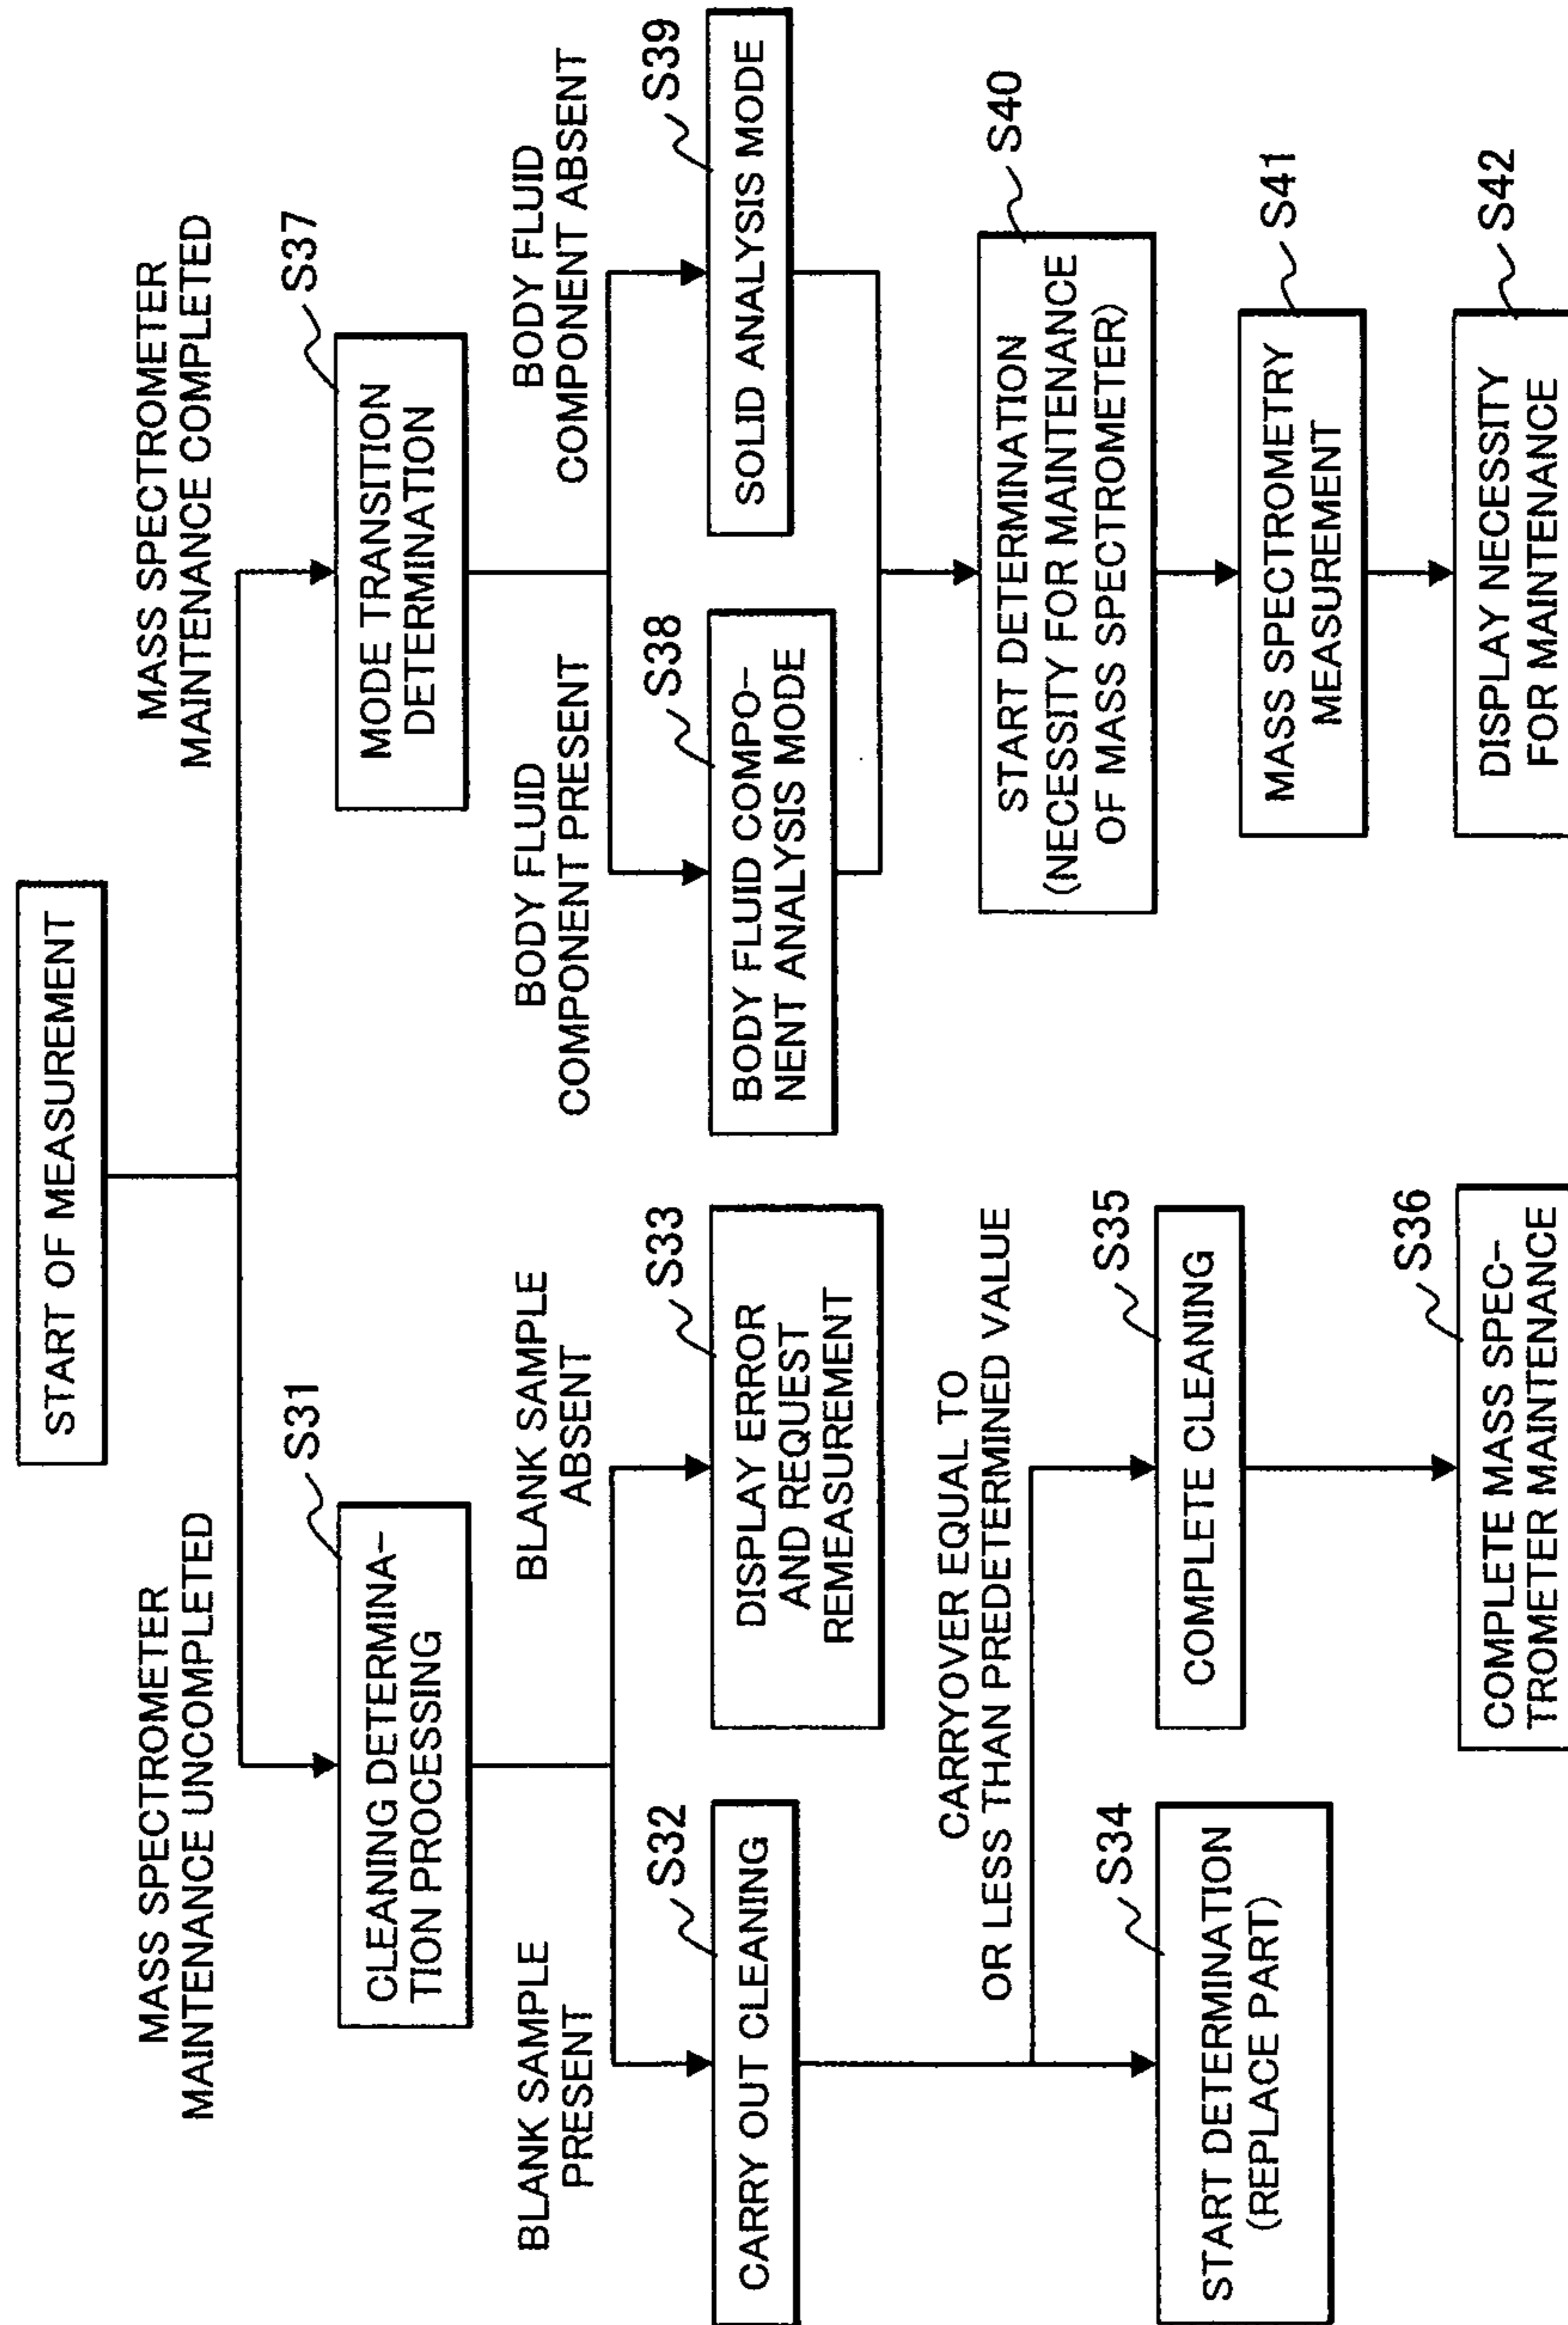 START OF MEASUREMENT
MASS SPECTROMETER
MAINTENANCE UNCOMPLETED
S31
CLEANING DETERMINA-
TION PROCESSING
BLANK SAMPLE
PRESENT
BLANK SAMPLE
ABSENT
S32
CARRY OUT CLEANING
S33
DISPLAY ERROR
AND REQUEST
REMEASUREMENT
CARRYOVER EQUAL TO
OR LESS THAN PREDETERMINED VALUE
S34
START DETERMINATION
(REPLACE PART)
S35
COMPLETE CLEANING
S36
COMPLETE MASS SPEC-
TROMETER MAINTENANCE
MASS SPECTROMETER
MAINTENANCE COMPLETED
S37
MODE TRANSITION
DETERMINATION
BODY FLUID
COMPONENT PRESENT
BODY FLUID
COMPONENT ABSENT
S38
BODY FLUID COMPO-
NENT ANALYSIS MODE
S39
SOLID ANALYSIS MODE
S40
START DETERMINATION
(NECESSITY FOR MAINTENANCE
OF MASS SPECTROMETER)
S41
MASS SPECTROMETRY
MEASUREMENT
S42
DISPLAY NECESSITY
FOR MAINTENANCE